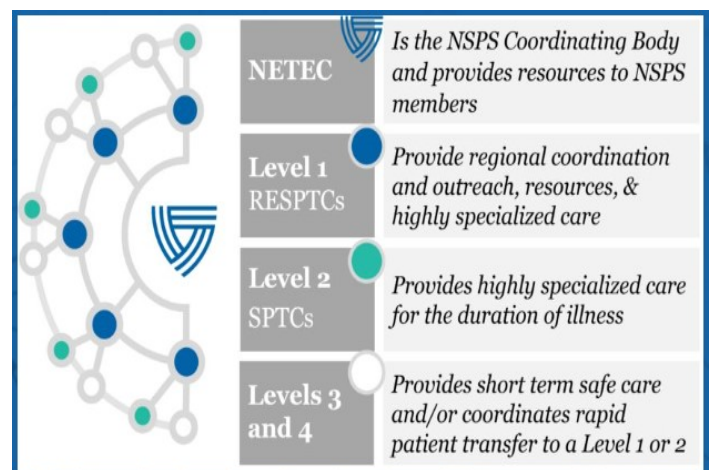 NETEC
Is the NSPS Coordinating Body
and provides resources to NSPS
members
Level 1
RESPTCs
Provide regional coordination
and outreach, resources, &
highly specialized care
Level 2
SPTCs
Provides highly specialized care
for the duration of illness
Levels 3
and 4
Provides short term safe care
and/or coordinates rapid
patient transfer to a Level 1 or 2